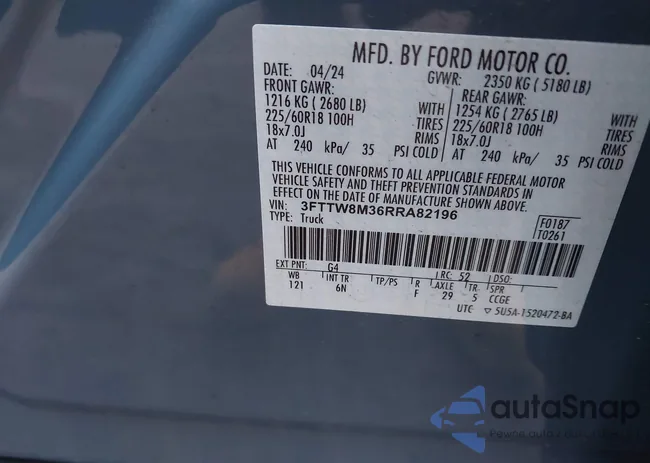 MFD. BY FORD MOTOR CO.
DATE: 04/24 GVWR: 2350 KG ( 5180 LB)
FRONT GAWR: REAR GAWR:
1216 KG ( 2680 LB) WITH 1254 KG ( 2765 LB) WITH
225/60R18 100H TIRES 225/60R18 100H TIRES
18x7.0J RIMS 18x7.0J RIMS
AT 240 kPa/ 35 PSI COLD AT 240 kPa/ 35 PSI COLD
THIS VEHICLE CONFORMS TO ALL APPLICABLE FEDERAL MOTOR
VEHICLE SAFETY AND THEFT PREVENTION STANDARDS IN
EFFECT ON THE DATE OF MANUFACTURE SHOWN ABOVE.
VIN: 3FTTW8M36RRA82196
TYPE: Truck
F0187
T0261
EXT PNT: G4 RC: 52 DSO:
WB INT TR TP/PS R AXLE TR SPR
121 6N F 29 5 CCGE
UTC ▽ 5U5A-1520472-BA
autoSnap